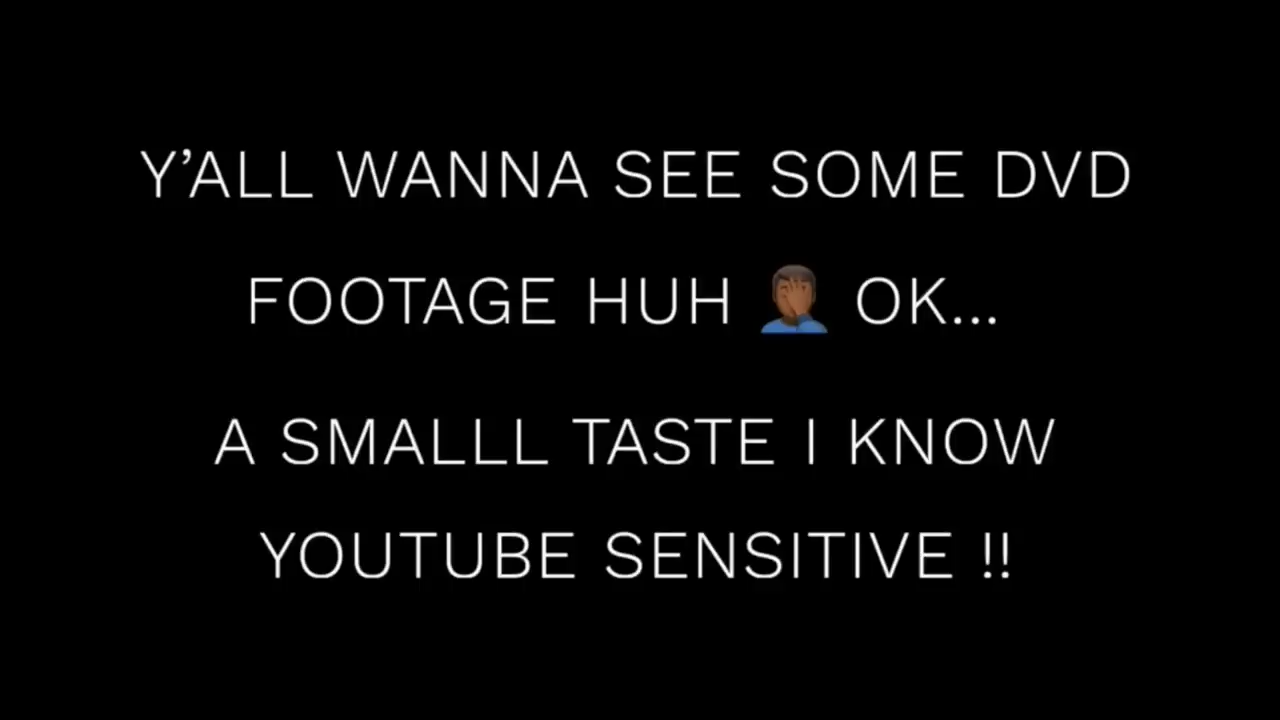 Y’ALL WANNA SEE SOME DVD
FOOTAGE HUH 🤦🏾‍♂️ OK...
A SMALLL TASTE I KNOW
YOUTUBE SENSITIVE !!